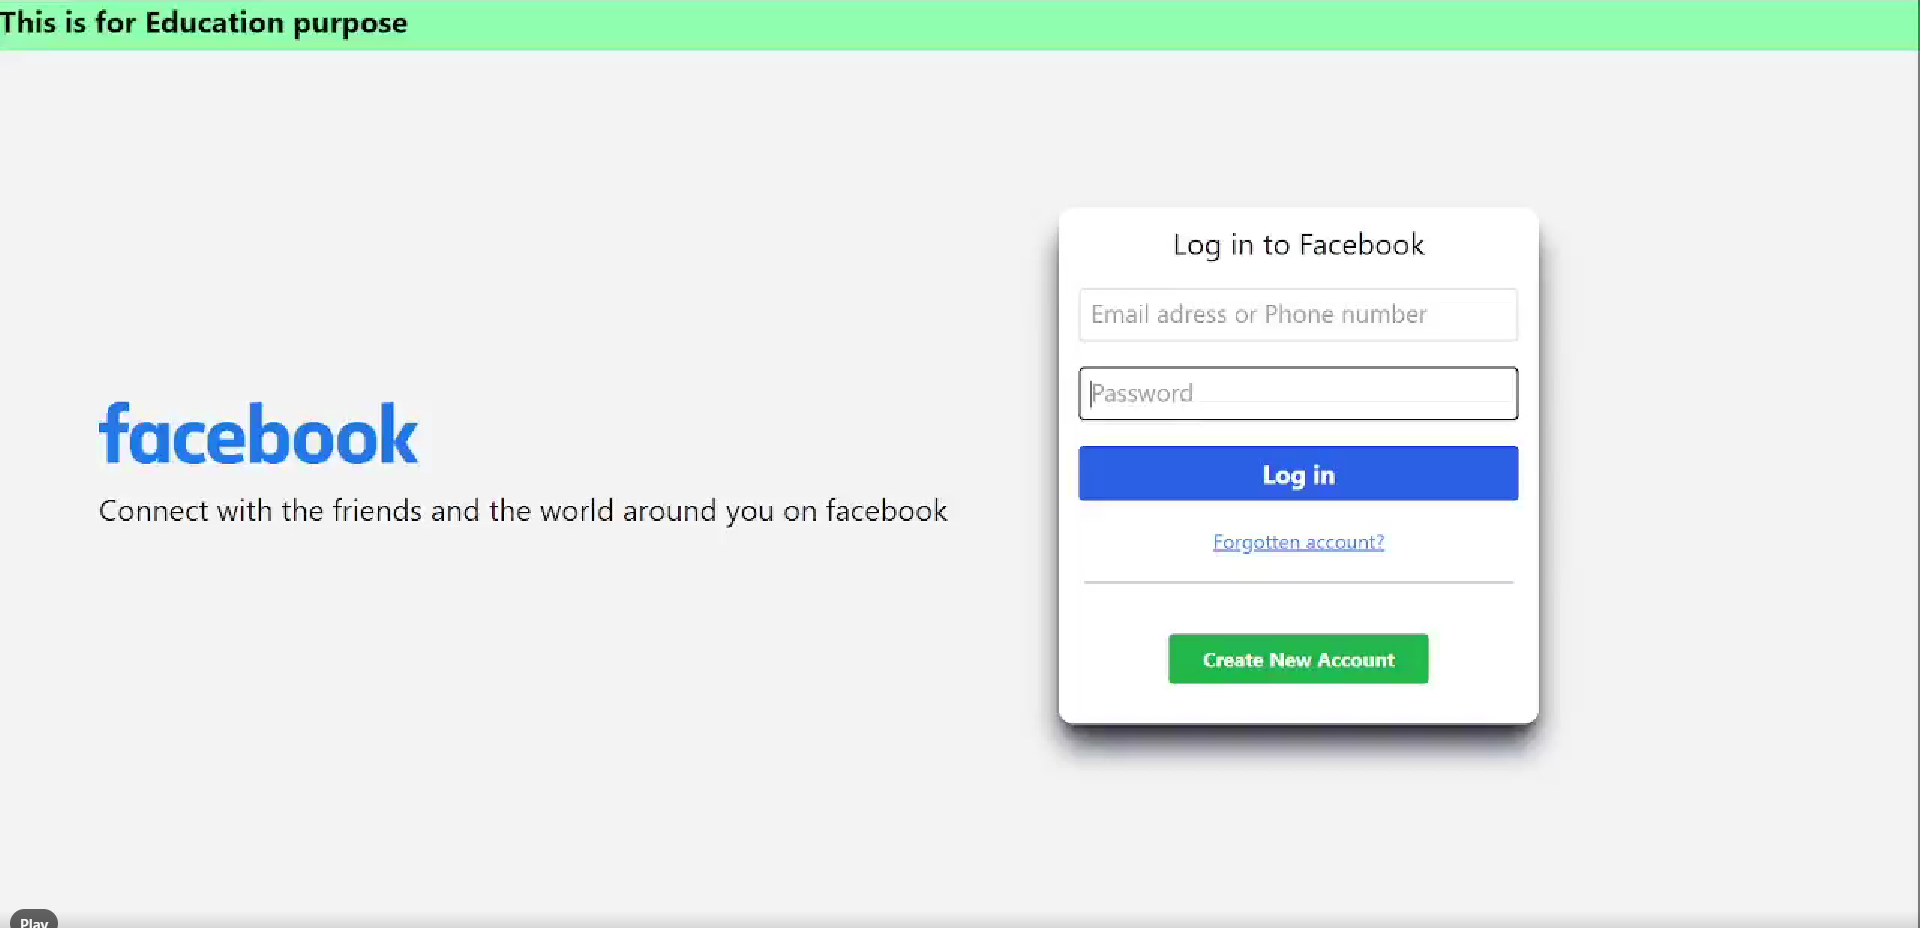 This is for Education purpose
facebook
Connect with the friends and the world around you on facebook
Log in to Facebook
Email adress or Phone number
Password
Log in
Forgotten account?
Create New Account
Play